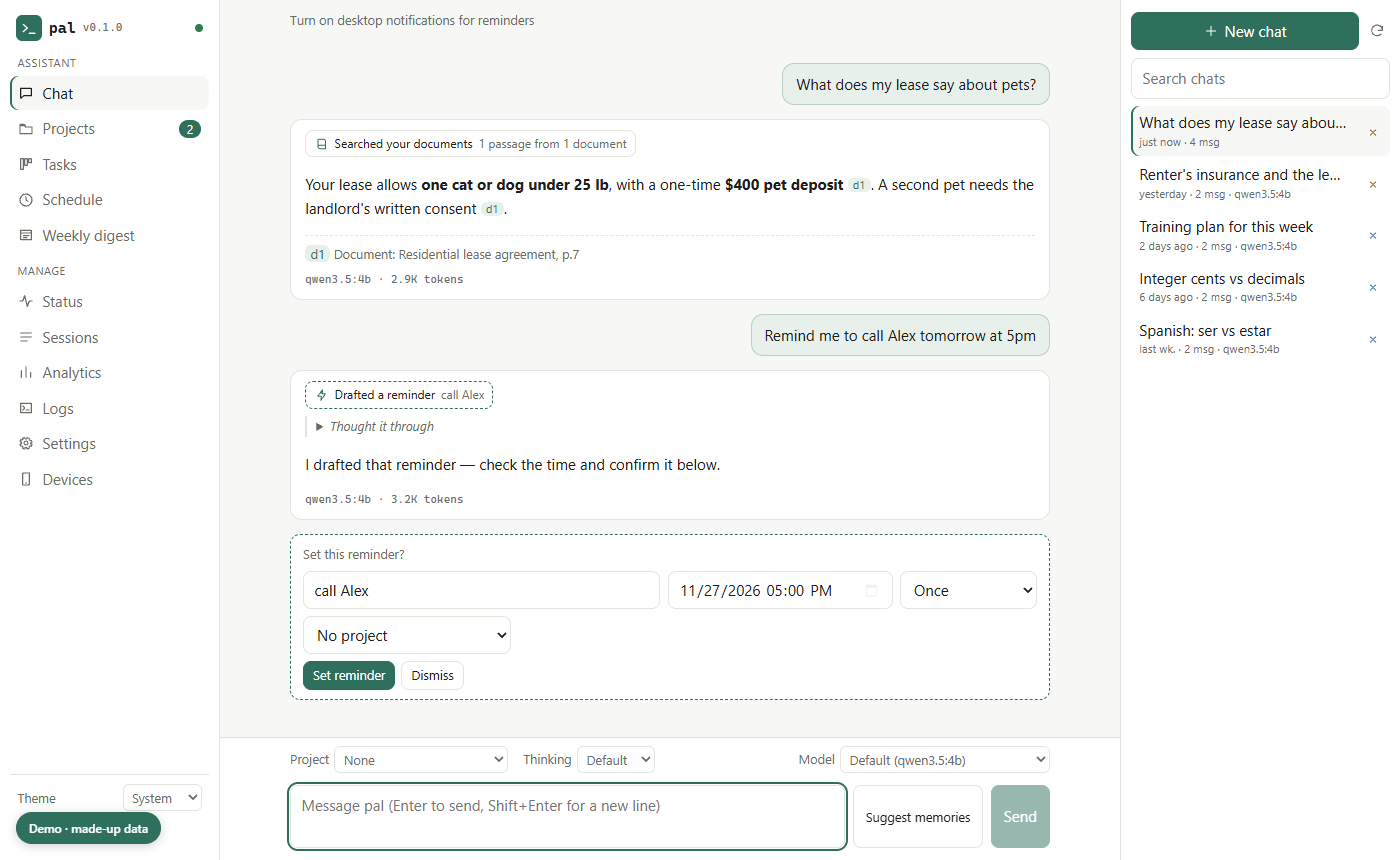 pal v0.1.0
ASSISTANT
Chat
Projects 2
Tasks
Schedule
Weekly digest
MANAGE
Status
Sessions
Analytics
Logs
Settings
Devices
Theme System
Demo · made-up data
Turn on desktop notifications for reminders
What does my lease say about pets?
Searched your documents 1 passage from 1 document
Your lease allows one cat or dog under 25 lb, with a one-time $400 pet deposit d1. A second pet needs the
landlord's written consent d1.
d1 Document: Residential lease agreement, p.7
qwen3.5:4b · 2.9K tokens
Remind me to call Alex tomorrow at 5pm
Drafted a reminder call Alex
▶ Thought it through
I drafted that reminder — check the time and confirm it below.
qwen3.5:4b · 3.2K tokens
Set this reminder?
call Alex 11/27/2026 05:00 PM Once
No project
Set reminder Dismiss
Project None Thinking Default Model Default (qwen3.5:4b)
Message pal (Enter to send, Shift+Enter for a new line) Suggest memories Send
+ New chat
Search chats
What does my lease say abou... ×
just now · 4 msg
Renter's insurance and the le... ×
yesterday · 2 msg · qwen3.5:4b
Training plan for this week ×
2 days ago · 2 msg · qwen3.5:4b
Integer cents vs decimals ×
6 days ago · 2 msg · qwen3.5:4b
Spanish: ser vs estar ×
last wk. · 2 msg · qwen3.5:4b